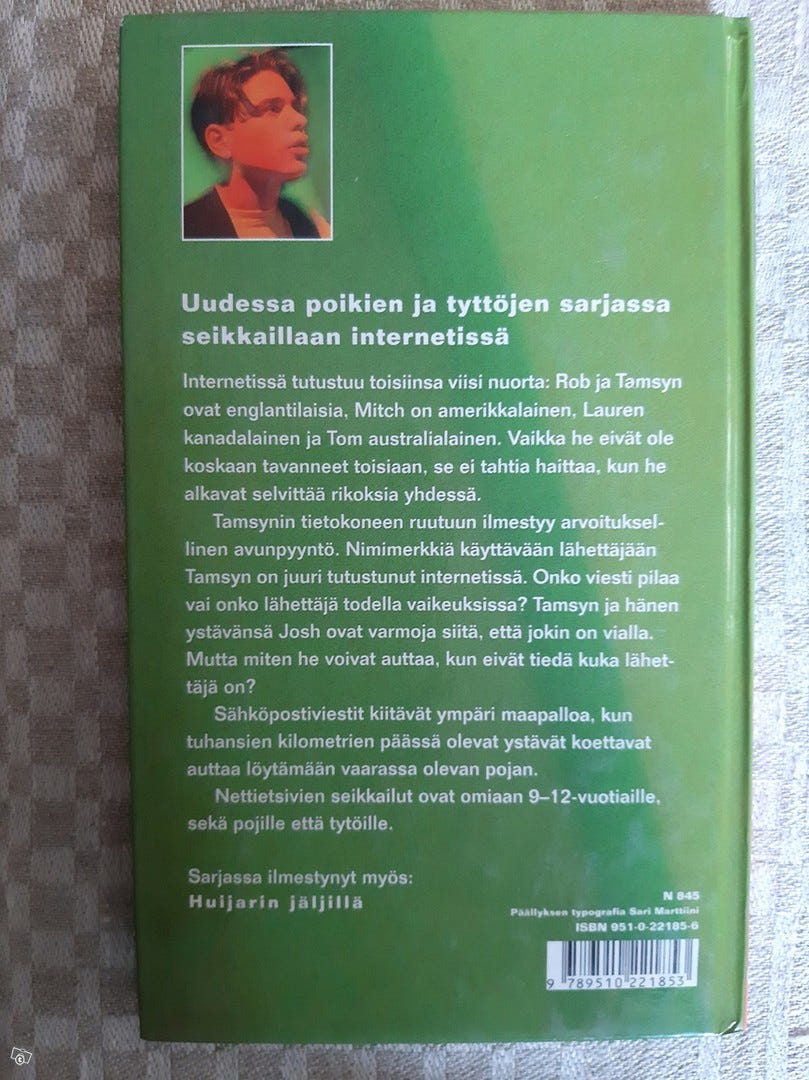 Uudessa poikien ja tyttöjen sarjassa
seikkaillaan internetissä
Internetissä tutustuu toisiinsa viisi nuorta: Rob ja Tamsyn
ovat englantilaisia, Mitch on amerikkalainen, Lauren
kanadalainen ja Tom australialainen. Vaikka he eivät ole
koskaan tavanneet toisiaan, se ei tahtia haittaa, kun he
alkavat selvittää rikoksia yhdessä.
Tamsynin tietokoneen ruutuun ilmestyy arvoituksel-
linen avunpyyntö. Nimimerkkiä käyttävään lähettäjään
Tamsyn on juuri tutustunut internetissä. Onko viesti pilaa
vai onko lähettäjä todella vaikeuksissa? Tamsyn ja hänen
ystävänsä Josh ovat varmoja siitä, että jokin on vialla.
Mutta miten he voivat auttaa, kun eivät tiedä kuka lähet-
täjä on?
Sähköpostiviestit kiitävät ympäri maapalloa, kun
tuhansien kilometrien päässä olevat ystävät koettavat
auttaa löytämään vaarassa olevan pojan.
Nettietsivien seikkailut ovat omiaan 9–12-vuotiaille,
sekä pojille että tytöille.
Sarjassa ilmestynyt myös:
Huijarin jäljillä
N 845
Päällyksen typografia Sari Marttiini
ISBN 951-0-22185-6
9 789510 221853